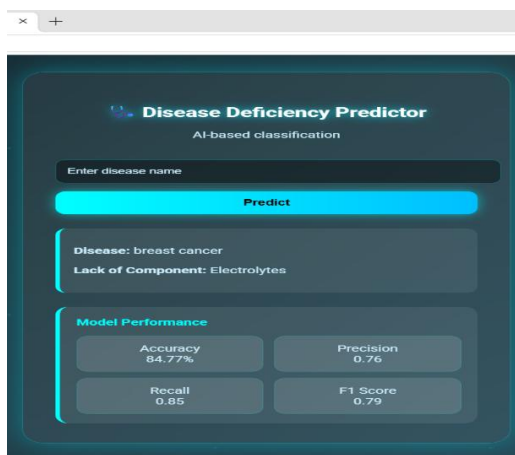 Disease Deficiency Predictor
AI-based classification
Enter disease name
Predict
Disease: breast cancer
Lack of Component: Electrolytes
Model Performance
Accuracy
84.77%
Precision
0.76
Recall
0.85
F1 Score
0.79